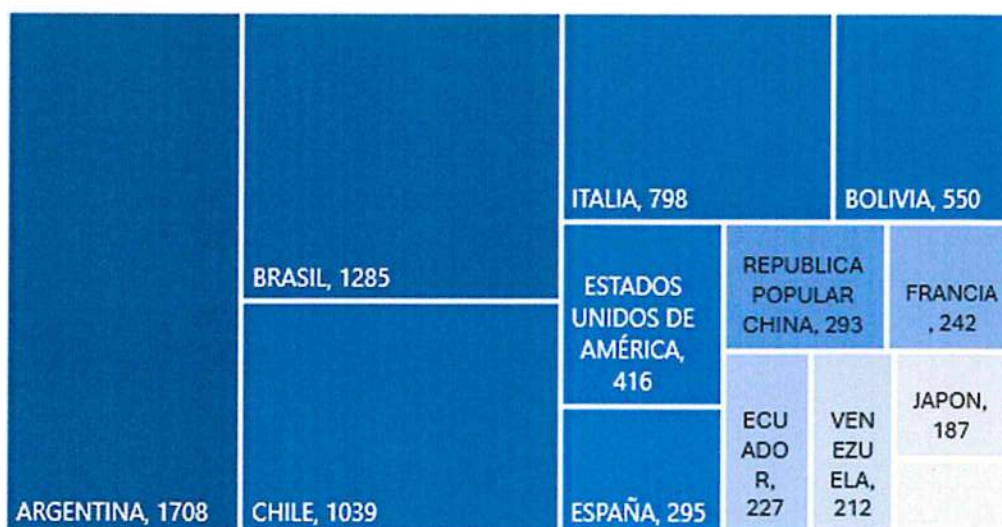 ARGENTINA, 1708
BRASIL, 1285
CHILE, 1039
ITALIA, 798
BOLIVIA, 550
ESTADOS
UNIDOS DE
AMÉRICA,
416
ESPAÑA, 295
REPUBLICA
POPULAR
CHINA, 293
FRANCIA
, 242
ECU
ADO
R,
227
VEN
EZU
ELA,
212
JAPON,
187